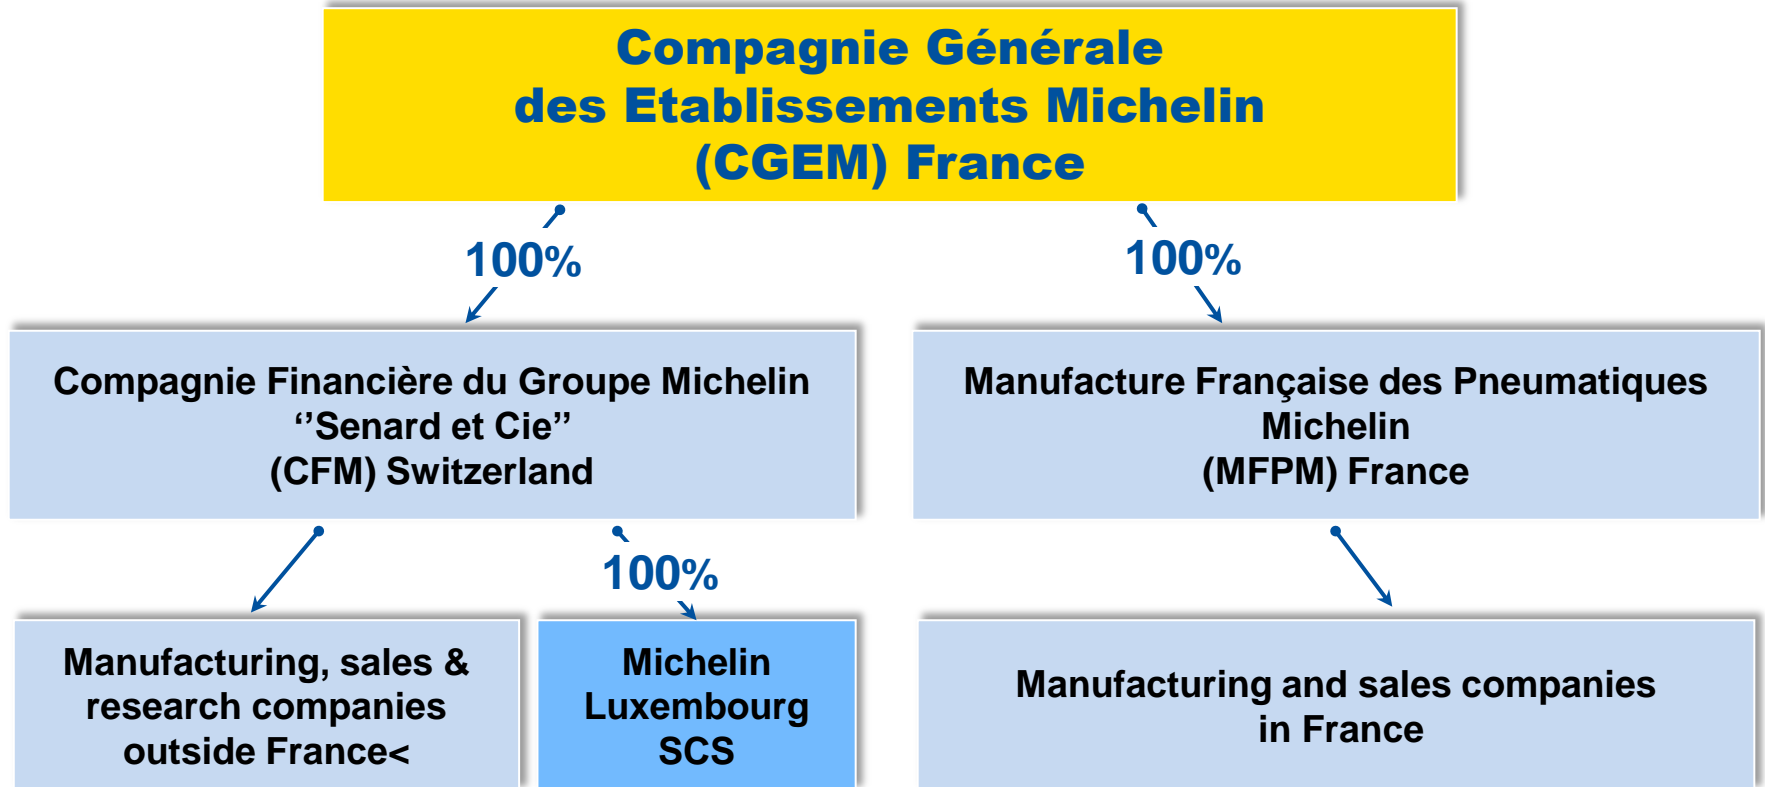 Compagnie Générale
des Etablissements Michelin
(CGEM) France
100%
100%
Compagnie Financière du Groupe Michelin
‘’Senard et Cie’’
(CFM) Switzerland
Manufacture Française des Pneumatiques
Michelin
(MFPM) France
100%
Manufacturing, sales &
research companies
outside France<
Michelin
Luxembourg
SCS
Manufacturing and sales companies
in France